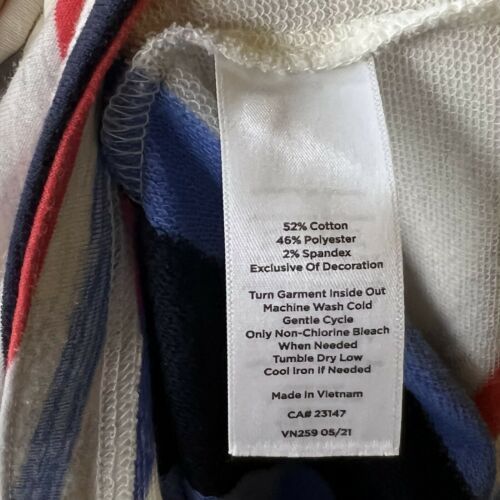 52% Cotton
46% Polyester
2% Spandex
Exclusive Of Decoration
Turn Garment Inside Out
Machine Wash Cold
Gentle Cycle
Only Non-Chlorine Bleach
When Needed
Tumble Dry Low
Cool Iron if Needed
Made in Vietnam
CA# 23147
VN259 05/21